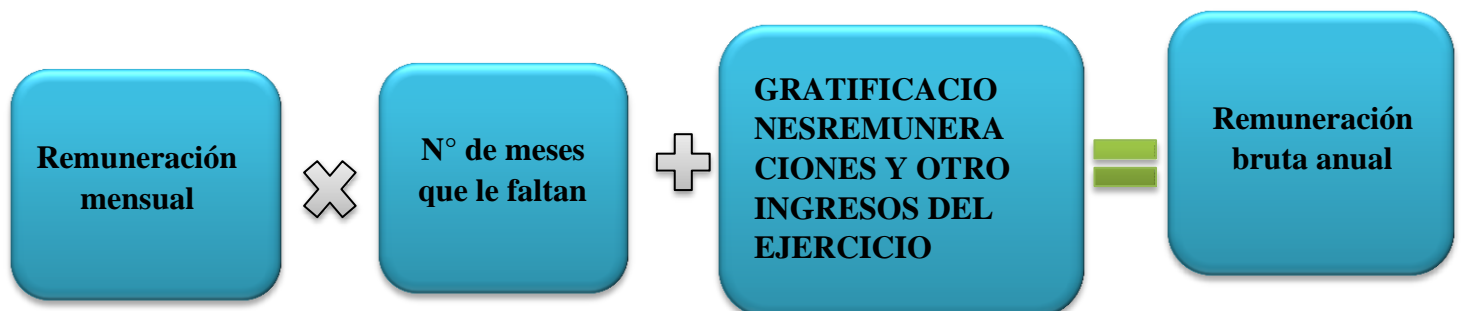 Remuneración
mensual
N° de meses
que le faltan
GRATIFICACIO
NESREMUNERA
CIONES Y OTRO
INGRESOS DEL
EJERCICIO
Remuneración
bruta anual